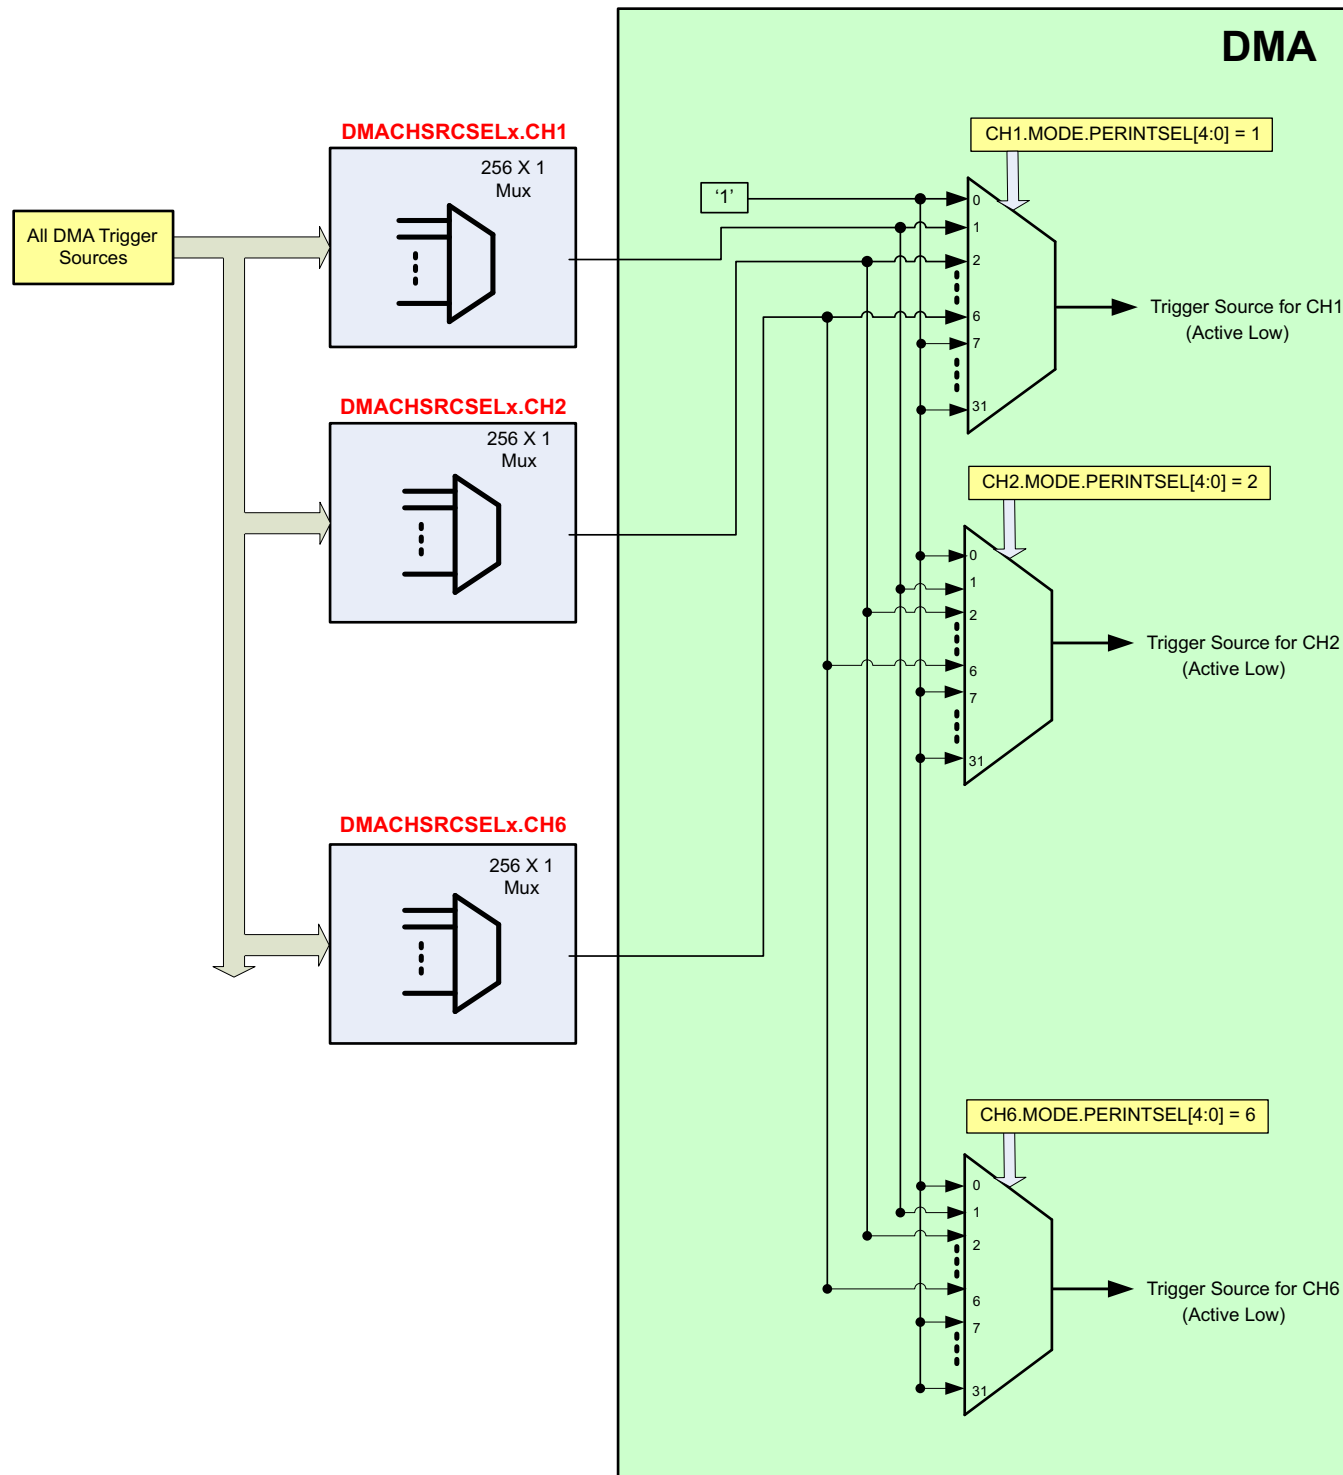 DMA
DMACHSRCSELx.CH1
256 X 1
Mux
All DMA Trigger
Sources
'1'
CH1.MODE.PERINTSEL[4:0] = 1
0
1
2
6
7
31
Trigger Source for CH1
(Active Low)
DMACHSRCSELx.CH2
256 X 1
Mux
CH2.MODE.PERINTSEL[4:0] = 2
0
1
2
6
7
31
Trigger Source for CH2
(Active Low)
DMACHSRCSELx.CH6
256 X 1
Mux
CH6.MODE.PERINTSEL[4:0] = 6
0
1
2
6
7
31
Trigger Source for CH6
(Active Low)